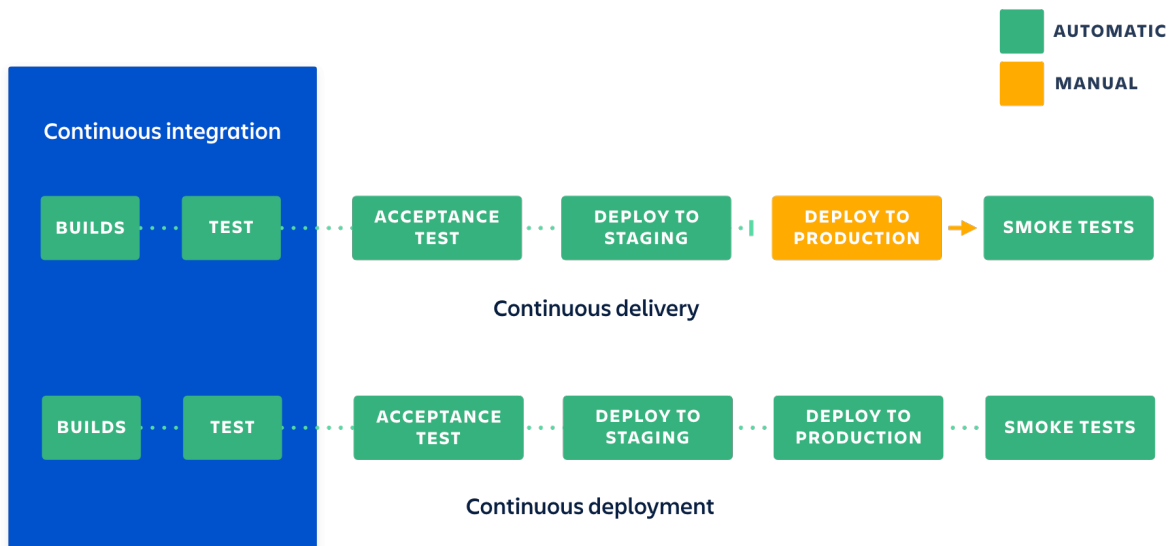 AUTOMATIC
MANUAL
Continuous integration
BUILDS
TEST
ACCEPTANCE
TEST
DEPLOY TO
STAGING
DEPLOY TO
PRODUCTION
SMOKE TESTS
Continuous delivery
BUILDS
TEST
ACCEPTANCE
TEST
DEPLOY TO
STAGING
DEPLOY TO
PRODUCTION
SMOKE TESTS
Continuous deployment